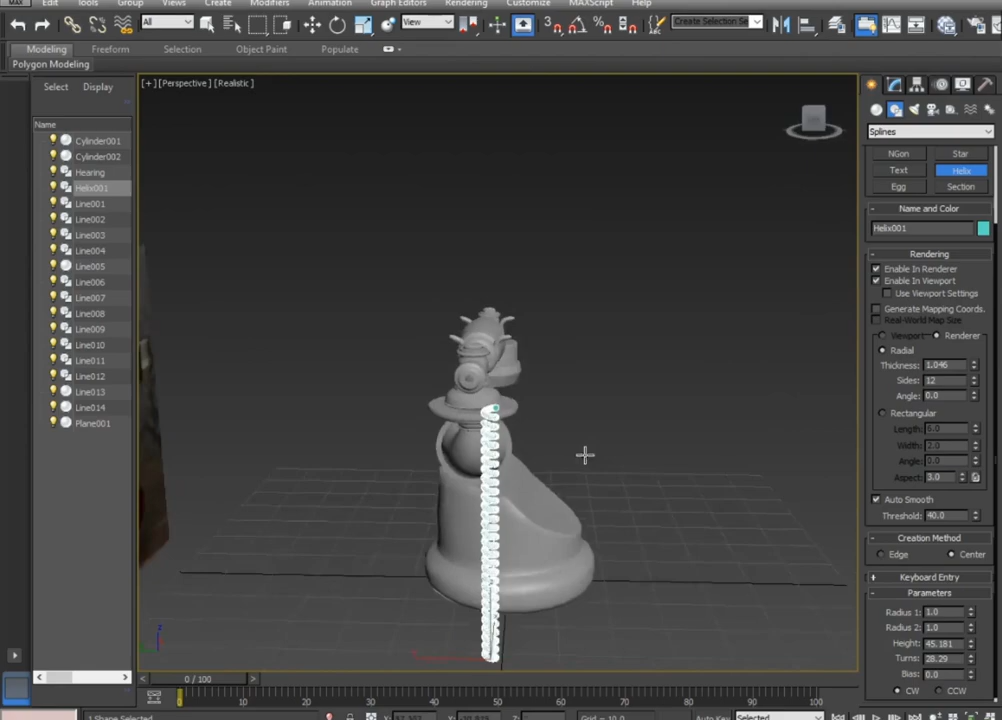 Edit Tools Group Views Create Modifiers Animation Graph Editors Rendering Customize MAXScript Help
All View Create Selection Se
Modeling Freeform Selection Object Paint Populate
Polygon Modeling
Select Display
[+] [Perspective] [Realistic]
Name
Cylinder001
Cylinder002
Hearing
Helix001
Line001
Line002
Line003
Line004
Line005
Line006
Line007
Line008
Line009
Line010
Line011
Line012
Line013
Line014
Plane001
Splines
NGon Star
Text Helix
Egg Section
- Name and Color
Helix001
- Rendering
Enable In Renderer
Enable In Viewport
Use Viewport Settings
Generate Mapping Coords.
Real-World Map Size
Viewport Renderer
Radial
Thickness: 1.046
Sides: 12
Angle: 0.0
Rectangular
Length: 6.0
Width: 2.0
Angle: 0.0
Aspect: 3.0
Auto Smooth
Threshold: 40.0
- Creation Method
Edge Center
+ Keyboard Entry
- Parameters
Radius 1: 1.0
Radius 2: 1.0
Height: 45.181
Turns: 28.29
Bias: 0.0
CW CCW
z
< 0 / 100 >
0 10 20 30 40 50 60 70 80 90 100
1 Shape Selected Grid = 10.0 Auto Key Selected